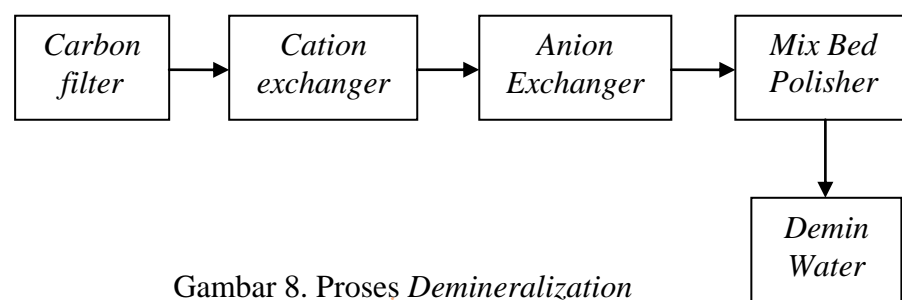 Carbon
filter
Cation
exchanger
Anion
Exchanger
Mix Bed
Polisher
Demin
Water
Gambar 8. Proses Demineralization